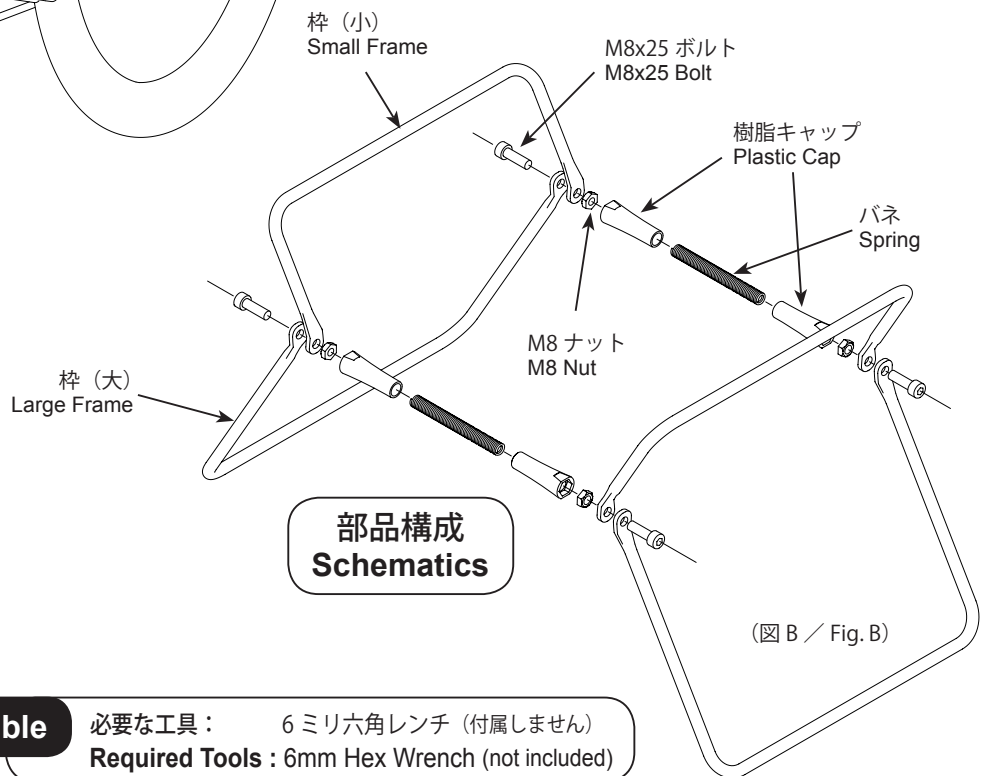 枠（小）
Small Frame
M8x25 ボルト
M8x25 Bolt
樹脂キャップ
Plastic Cap
バネ
Spring
M8 ナット
M8 Nut
枠（大）
Large Frame
部品構成
Schematics
（図 B ／ Fig. B）
ble
必要な工具： 6 ミリ六角レンチ（付属しません）
Required Tools : 6mm Hex Wrench (not included)